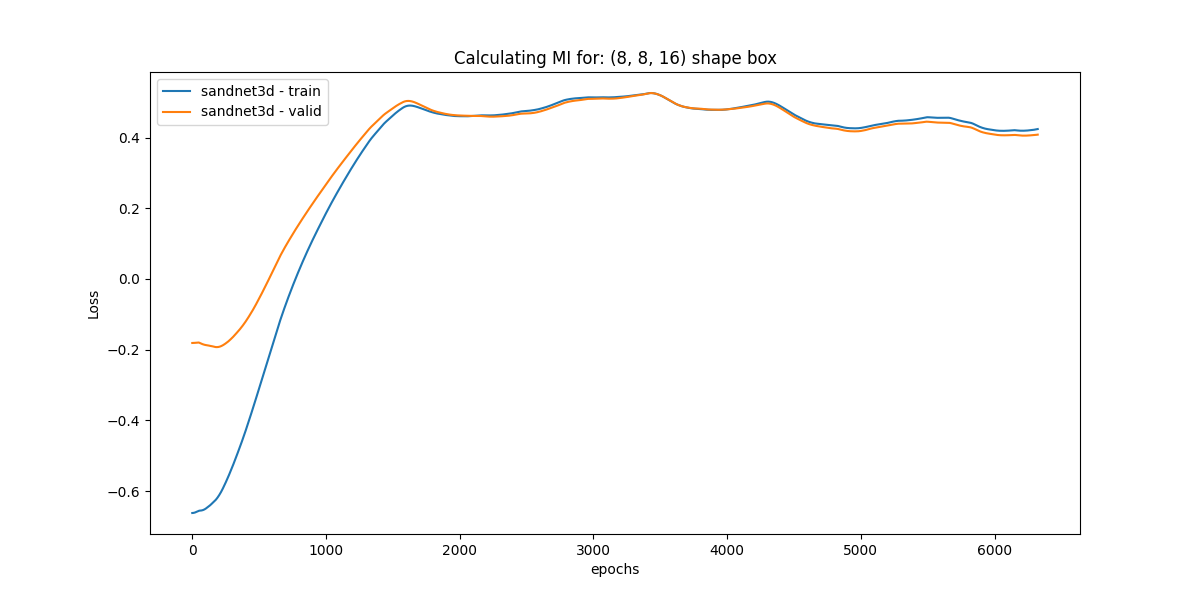 Calculating MI for: (8, 8, 16) shape box
sandnet3d - train
sandnet3d - valid
0.4
0.2
0.0
−0.2
−0.4
−0.6
Loss
0 1000 2000 3000 4000 5000 6000
epochs